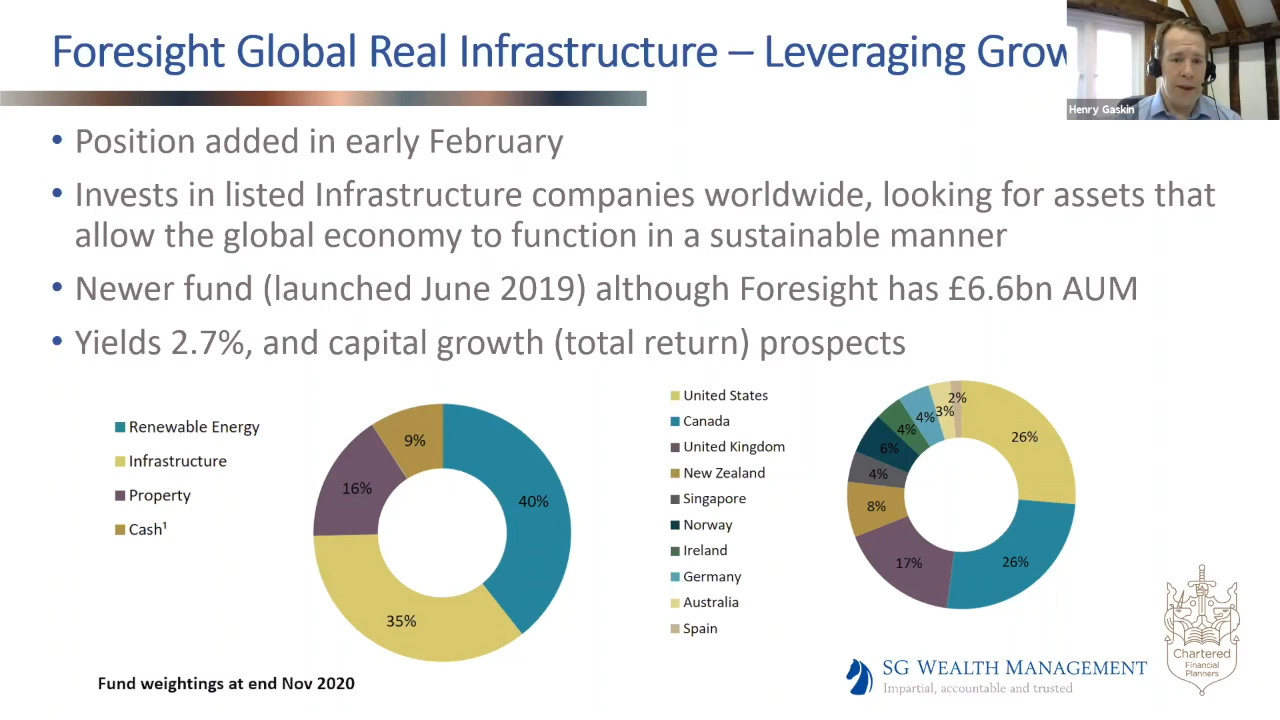 Foresight Global Real Infrastructure – Leveraging Grow
Henry Gaskin
• Position added in early February
• Invests in listed Infrastructure companies worldwide, looking for assets that
allow the global economy to function in a sustainable manner
• Newer fund (launched June 2019) although Foresight has £6.6bn AUM
• Yields 2.7%, and capital growth (total return) prospects
Renewable Energy
Infrastructure
Property
Cash¹
9%
16%
40%
35%
United States
Canada
United Kingdom
New Zealand
Singapore
Norway
Ireland
Germany
Australia
Spain
2%
3%
4%
4%
6%
4%
8%
17%
26%
26%
Fund weightings at end Nov 2020
SG WEALTH MANAGEMENT
Impartial, accountable and trusted
Chartered
Financial
Planners